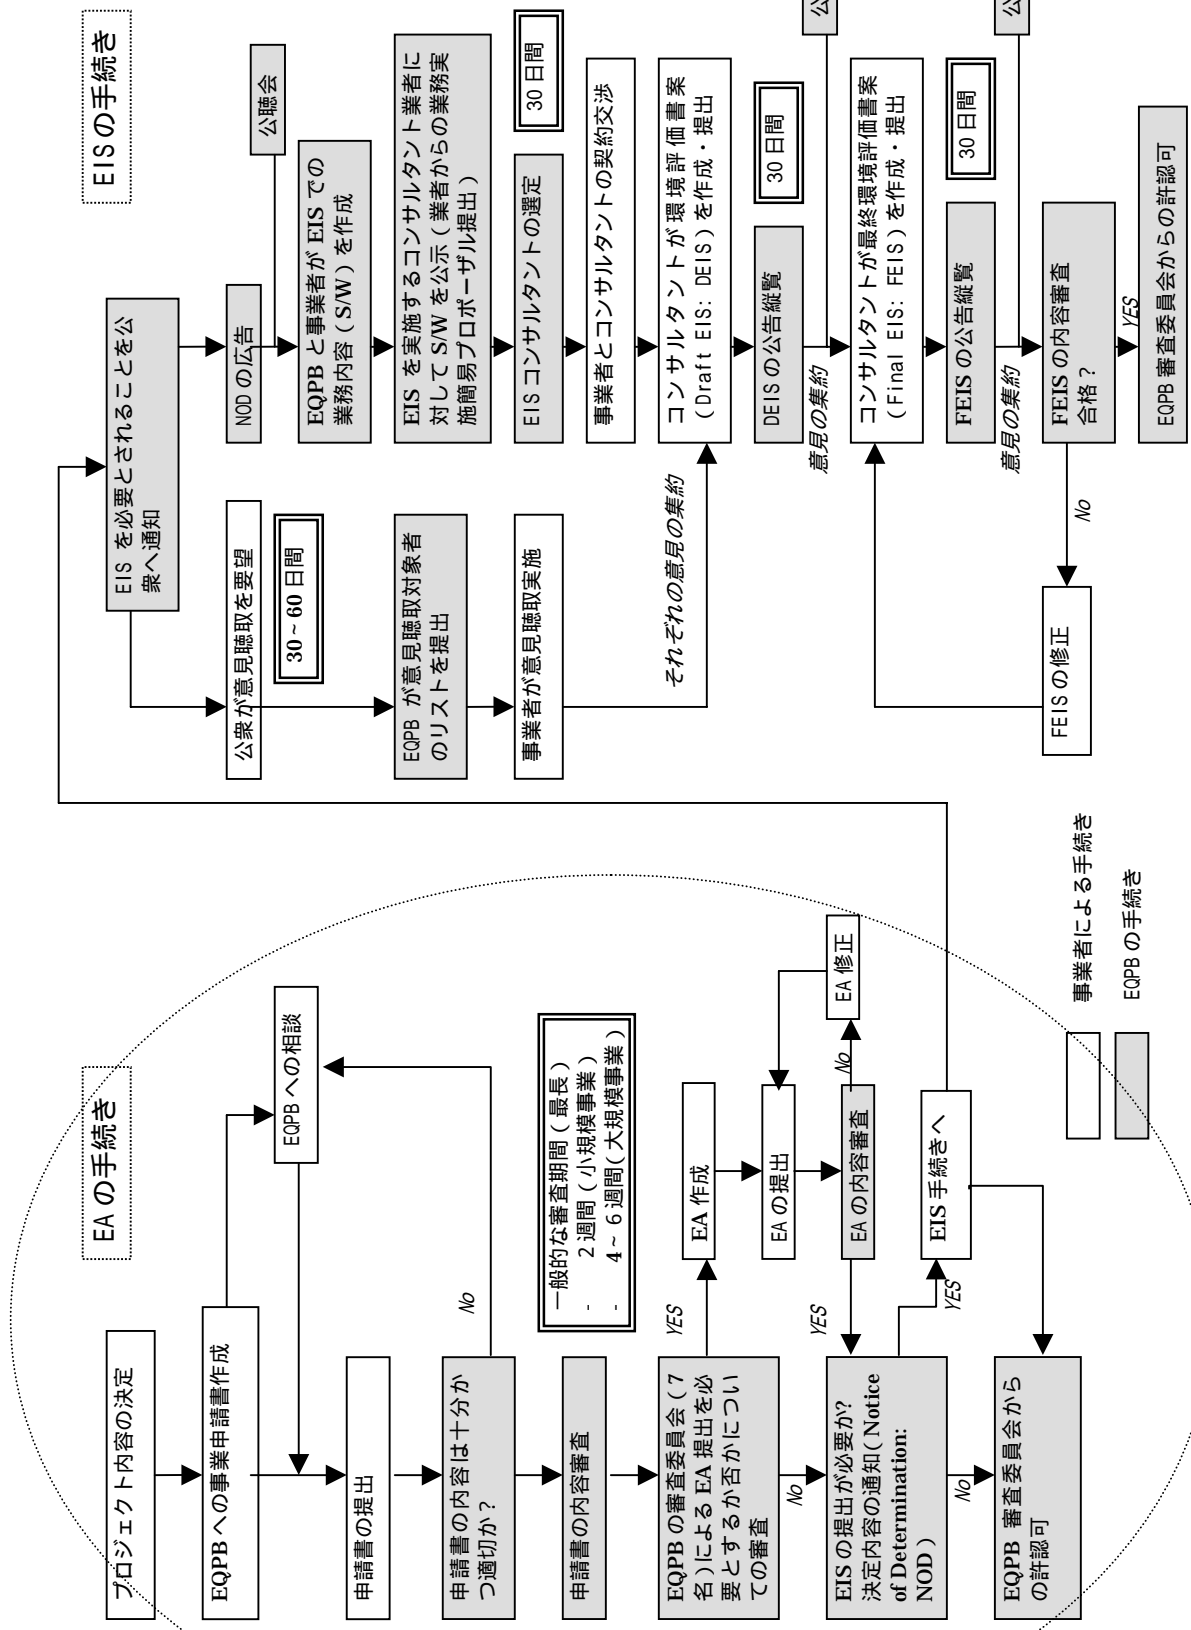 EAの手続き
プロジェクト内容の決定
EQPBへの事業申請書作成
EQPBへの相談
申請書の提出
申請書の内容は十分か
つ適切か?
No
申請書の内容審査
一般的な審査期間(最長)
- 2週間(小規模事業)
- 4~6週間(大規模事業)
EQPBの審査委員会(7
名)によるEA提出を必
要とするか否かについ
ての審査
YES
EA作成
EAの提出
EAの内容審査
No
EA修正
YES
No
EISの提出が必要か?
決定内容の通知(Notice
of Determination:
NOD)
YES
EIS手続きへ
No
EQPB 審査委員会から
の許認可
事業者による手続き
EQPBの手続き
EISの手続き
EISを必要とされることを公
衆へ通知
公衆が意見聴取を要望
30~60日間
EQPBが意見聴取対象者
のリストを提出
事業者が意見聴取実施
それぞれの意見の集約
NODの広告
公聴会
EQPBと事業者がEISでの
業務内容(S/W)を作成
EISを実施するコンサルタント業者に
対してS/Wを公示(業者からの業務実
施簡易プロポーザル提出)
EISコンサルタントの選定
30日間
事業者とコンサルタントの契約交渉
コンサルタントが環境評価書案
(Draft EIS: DEIS)を作成・提出
DEISの公告縦覧
30日間
意見の集約
公
コンサルタントが最終環境評価書案
(Final EIS: FEIS)を作成・提出
FEISの公告縦覧
30日間
意見の集約
公
FEISの内容審査
合格?
No
FEISの修正
YES
EQPB審査委員会からの許認可